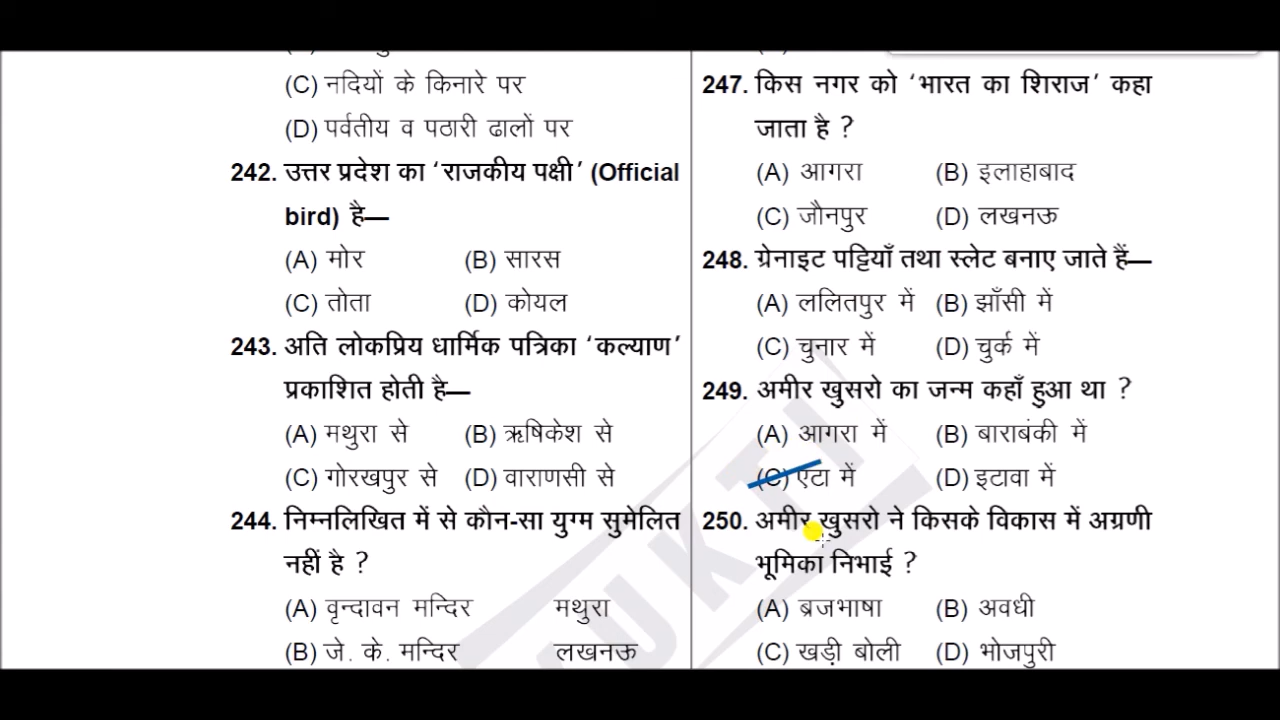 (C) नदियों के किनारे पर
(D) पर्वतीय व पठारी ढालों पर
242. उत्तर प्रदेश का ‘राजकीय पक्षी’ (Official
bird) है—
(A) मोर (B) सारस
(C) तोता (D) कोयल
243. अति लोकप्रिय धार्मिक पत्रिका ‘कल्याण’
प्रकाशित होती है—
(A) मथुरा से (B) ऋषिकेश से
(C) गोरखपुर से (D) वाराणसी से
244. निम्नलिखित में से कौन-सा युग्म सुमेलित
नहीं है ?
(A) वृन्दावन मन्दिर मथुरा
(B) जे. के. मन्दिर लखनऊ
247. किस नगर को ‘भारत का शिराज’ कहा
जाता है ?
(A) आगरा (B) इलाहाबाद
(C) जौनपुर (D) लखनऊ
248. ग्रेनाइट पट्टियाँ तथा स्लेट बनाए जाते हैं—
(A) ललितपुर में (B) झाँसी में
(C) चुनार में (D) चुर्क में
249. अमीर खुसरो का जन्म कहाँ हुआ था ?
(A) आगरा में (B) बाराबंकी में
(C) एटा में (D) इटावा में
250. अमीर खुसरो ने किसके विकास में अग्रणी
भूमिका निभाई ?
(A) ब्रजभाषा (B) अवधी
(C) खड़ी बोली (D) भोजपुरी
UKTI